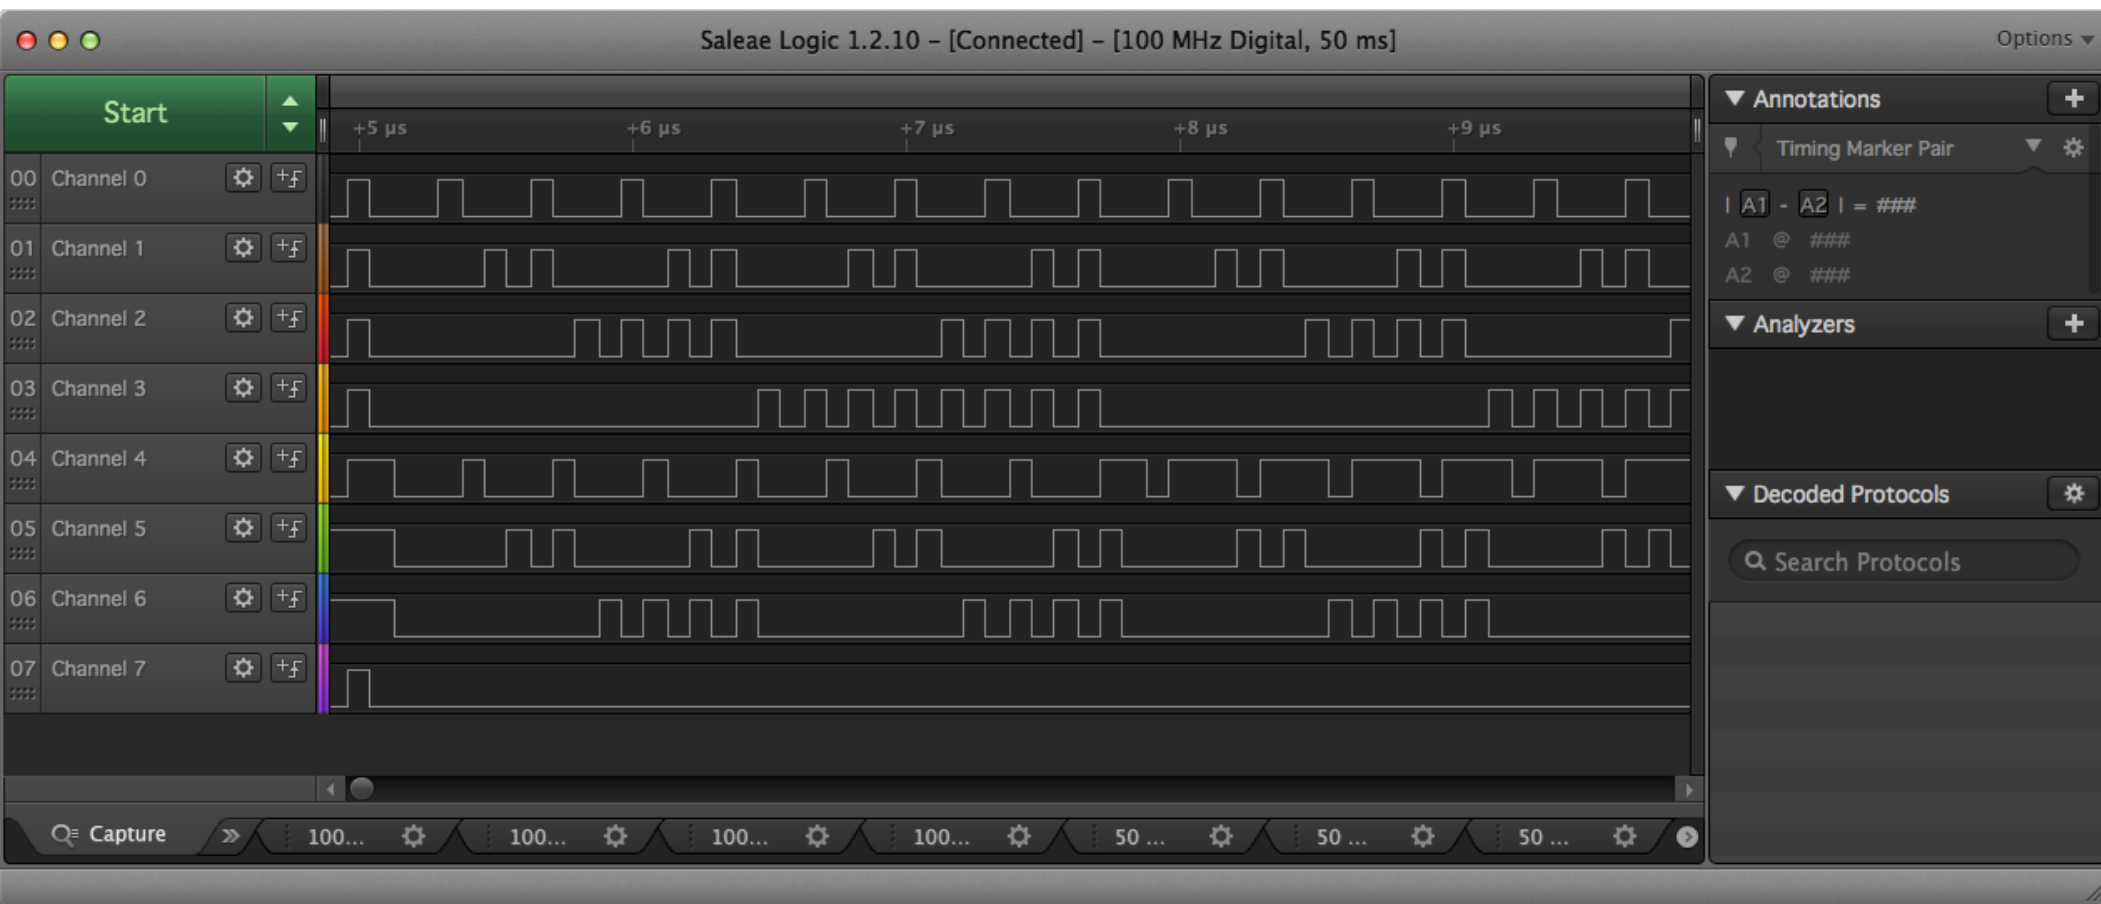 Saleae Logic 1.2.10 – [Connected] – [100 MHz Digital, 50 ms]
Options
Start
+5 µs +6 µs +7 µs +8 µs +9 µs
00 Channel 0
01 Channel 1
02 Channel 2
03 Channel 3
04 Channel 4
05 Channel 5
06 Channel 6
07 Channel 7
Capture
100...
100...
100...
100...
50 ...
50 ...
50 ...
Annotations
Timing Marker Pair
| A1 - A2 | = ###
A1 @ ###
A2 @ ###
Analyzers
Decoded Protocols
Search Protocols